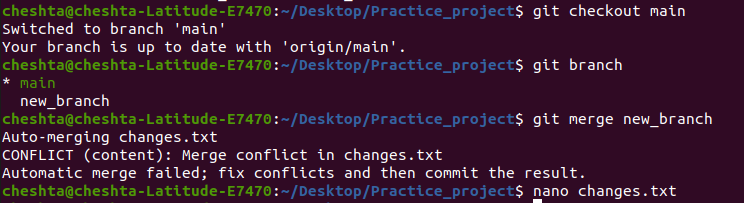 cheshta@cheshta-Latitude-E7470:~/Desktop/Practice_project$ git checkout main
Switched to branch 'main'
Your branch is up to date with 'origin/main'.
cheshta@cheshta-Latitude-E7470:~/Desktop/Practice_project$ git branch
* main
  new_branch
cheshta@cheshta-Latitude-E7470:~/Desktop/Practice_project$ git merge new_branch
Auto-merging changes.txt
CONFLICT (content): Merge conflict in changes.txt
Automatic merge failed; fix conflicts and then commit the result.
cheshta@cheshta-Latitude-E7470:~/Desktop/Practice_project$ nano changes.txt